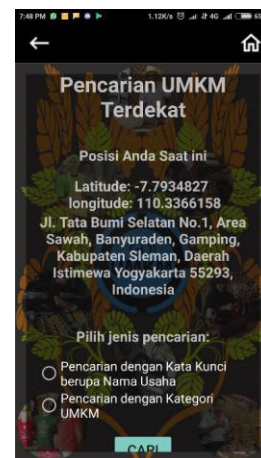 7:48 PM
1.12K/s 4G 65
Pencarian UMKM
Terdekat
Posisi Anda Saat ini
Latitude: -7.7934827
longitude: 110.3366158
Jl. Tata Bumi Selatan No.1, Area
Sawah, Banyuraden, Gamping,
Kabupaten Sleman, Daerah
Istimewa Yogyakarta 55293,
Indonesia
Pilih jenis pencarian:
Pencarian dengan Kata Kunci
berupa Nama Usaha
Pencarian dengan Kategori
UMKM
CARI